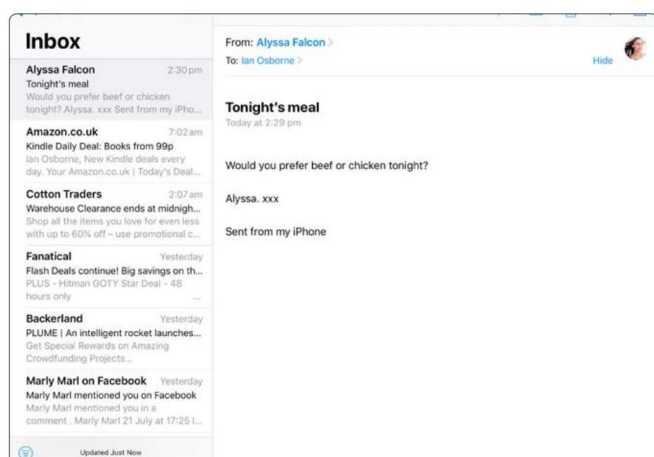 Inbox
Alyssa Falcon 2:30 pm
Tonight's meal
Would you prefer beef or chicken
tonight? Alyssa. xxx Sent from my iPho...
Amazon.co.uk 7:02 am
Kindle Daily Deal: Books from 99p
Ian Osborne, New Kindle deals every
day. Your Amazon.co.uk | Today's Deal...
Cotton Traders 2:07 am
Warehouse Clearance ends at midnigh...
Shop all the items you love for even less
with up to 60% off – use promotional c...
Fanatical Yesterday
Flash Deals continue! Big savings on th...
PLUS - Hitman GOTY Star Deal - 48
hours only ...
Backerland Yesterday
PLUME | An intelligent rocket launches...
Get Special Rewards on Amazing
Crowdfunding Projects...
Marly Marl on Facebook Yesterday
Marly Marl mentioned you on Facebook
Marly Marl mentioned you in a
comment . Marly Marl 21 July at 17:25 I...
Updated Just Now
From: Alyssa Falcon >
To: Ian Osborne >
Hide
Tonight's meal
Today at 2:29 pm
Would you prefer beef or chicken tonight?
Alyssa. xxx
Sent from my iPhone